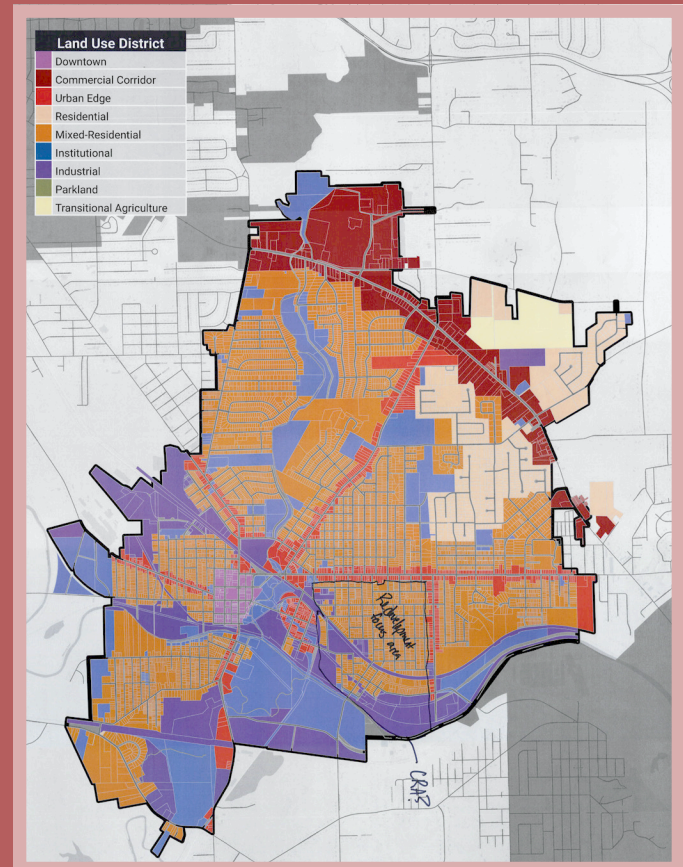 Land Use District
Downtown
Commercial Corridor
Urban Edge
Residential
Mixed-Residential
Institutional
Industrial
Parkland
Transitional Agriculture
Redevelopment
focus area
CRA3